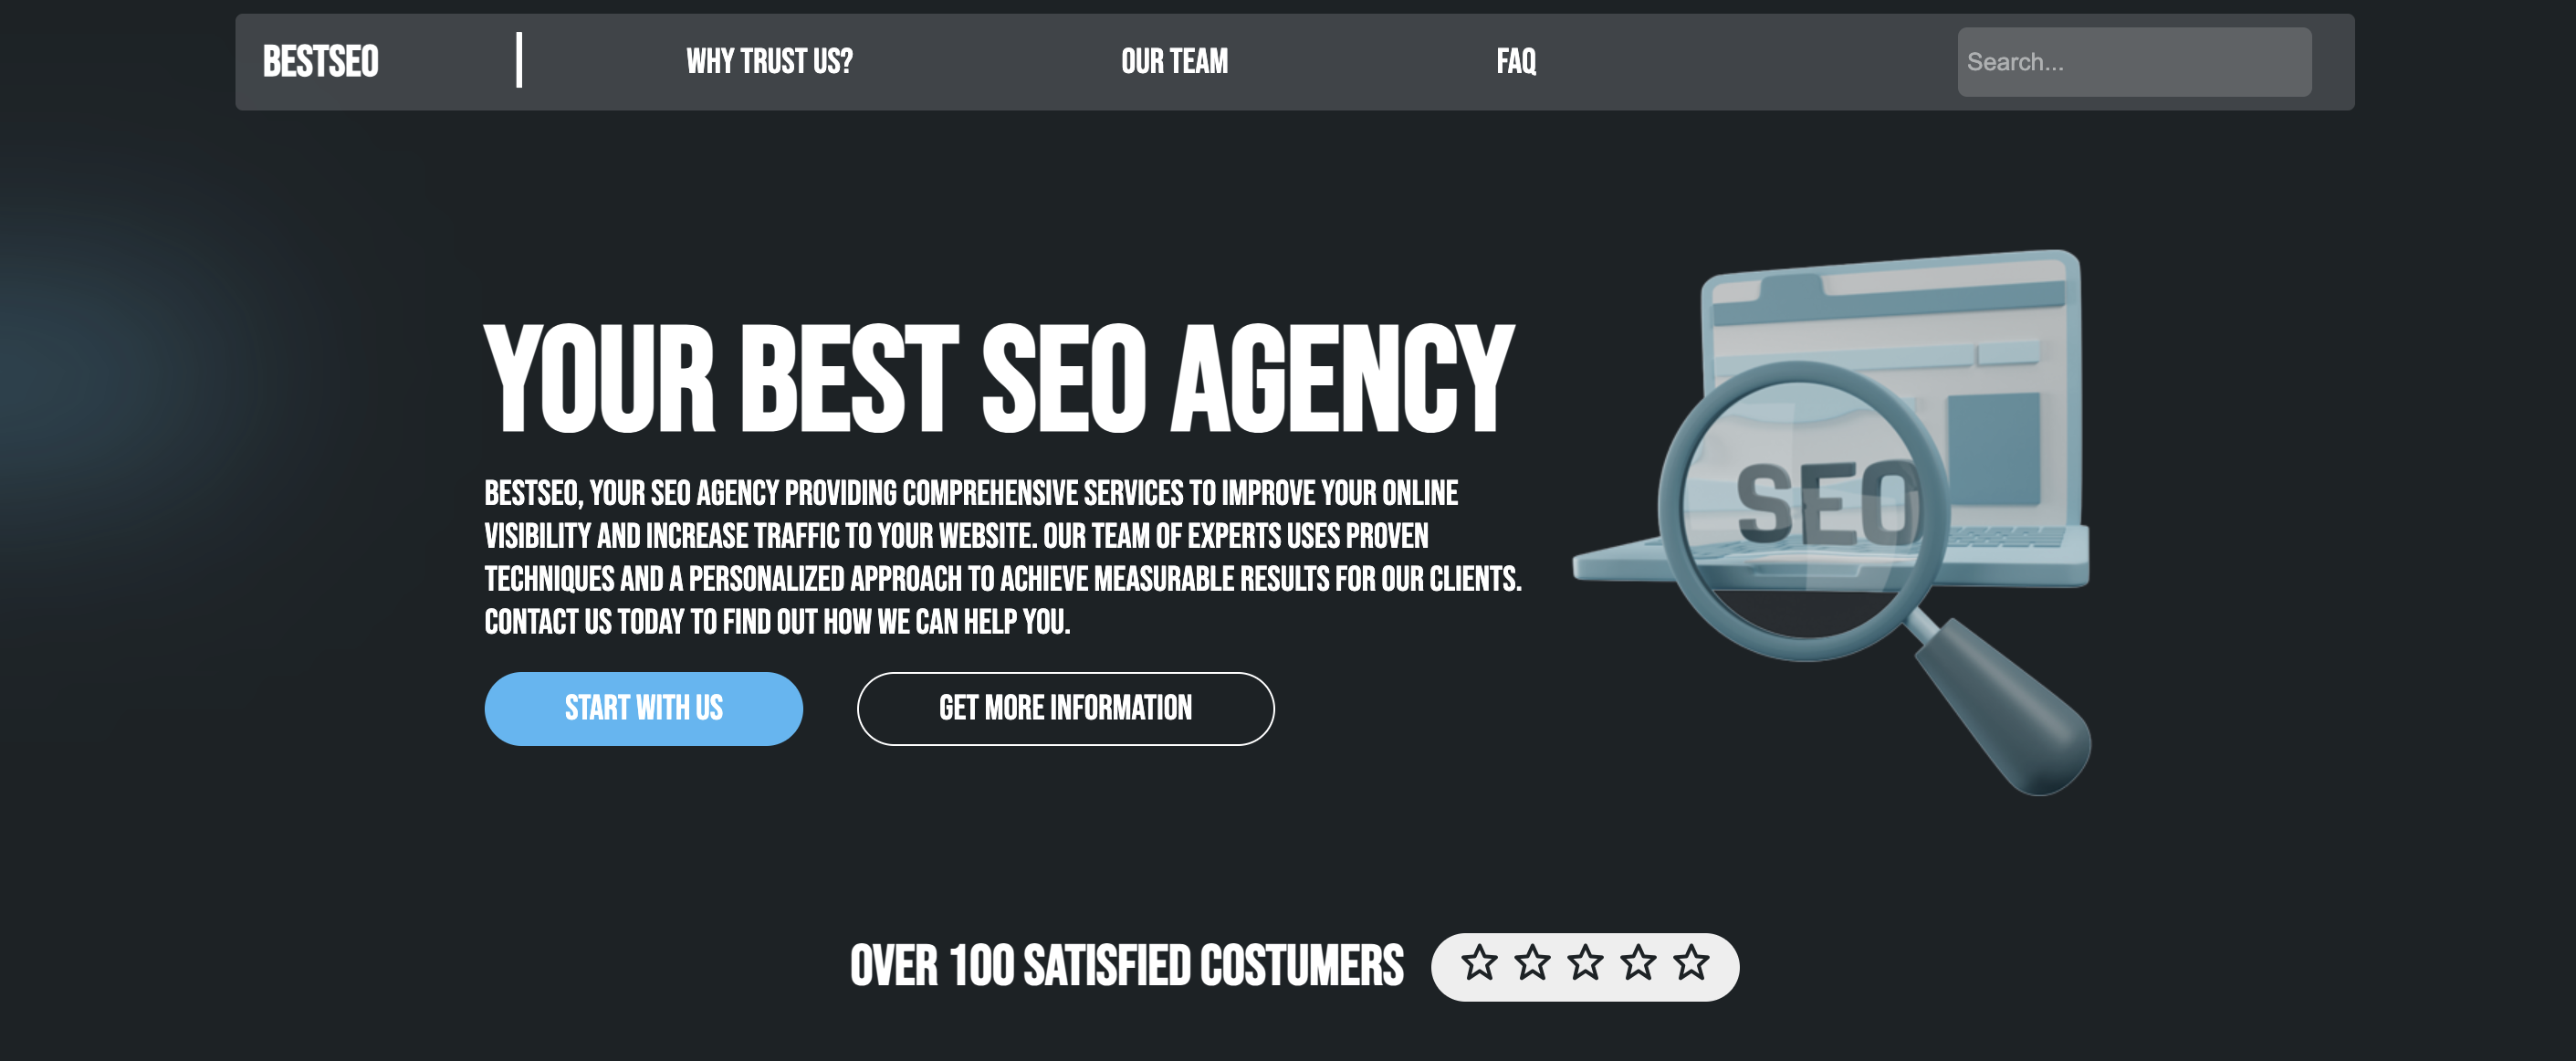 BESTSEO
WHY TRUST US?
OUR TEAM
FAQ
Search...
YOUR BEST SEO AGENCY
BESTSEO, YOUR SEO AGENCY PROVIDING COMPREHENSIVE SERVICES TO IMPROVE YOUR ONLINE
VISIBILITY AND INCREASE TRAFFIC TO YOUR WEBSITE. OUR TEAM OF EXPERTS USES PROVEN
TECHNIQUES AND A PERSONALIZED APPROACH TO ACHIEVE MEASURABLE RESULTS FOR OUR CLIENTS.
CONTACT US TODAY TO FIND OUT HOW WE CAN HELP YOU.
START WITH US
GET MORE INFORMATION
SEO
OVER 100 SATISFIED COSTUMERS